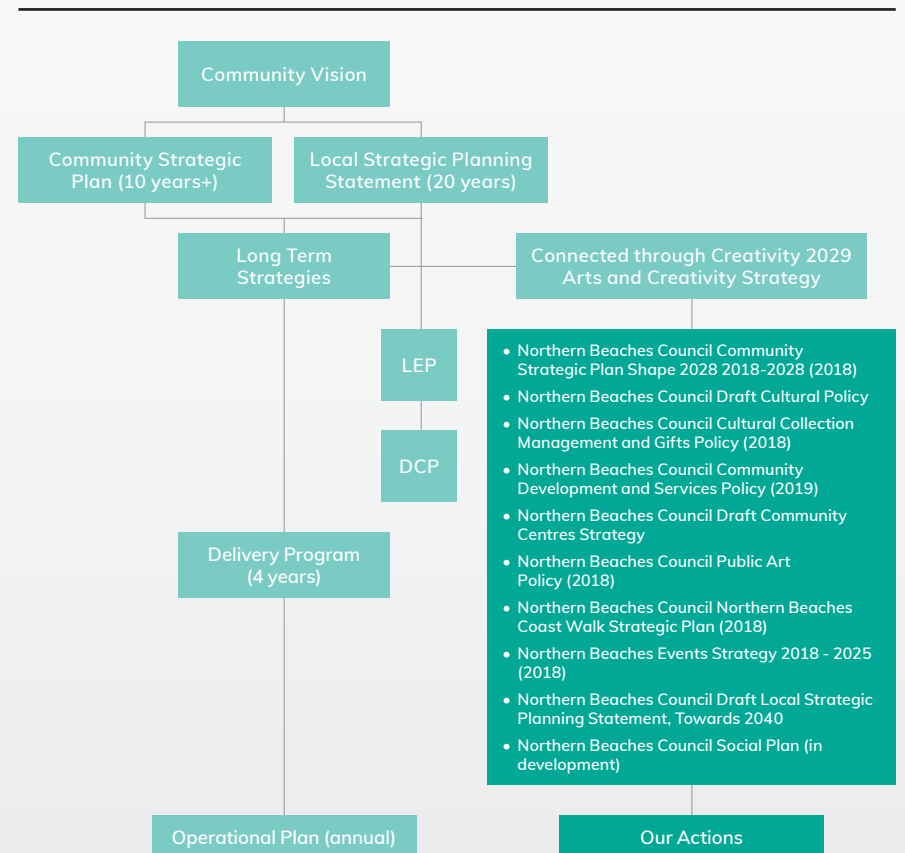 Community Vision
Community Strategic
Plan (10 years+)
Local Strategic Planning
Statement (20 years)
Long Term
Strategies
Connected through Creativity 2029
Arts and Creativity Strategy
LEP
DCP
• Northern Beaches Council Community
Strategic Plan Shape 2028 2018-2028 (2018)
• Northern Beaches Council Draft Cultural Policy
• Northern Beaches Council Cultural Collection
Management and Gifts Policy (2018)
• Northern Beaches Council Community
Development and Services Policy (2019)
• Northern Beaches Council Draft Community
Centres Strategy
• Northern Beaches Council Public Art
Policy (2018)
• Northern Beaches Council Northern Beaches
Coast Walk Strategic Plan (2018)
• Northern Beaches Events Strategy 2018 - 2025
(2018)
• Northern Beaches Council Draft Local Strategic
Planning Statement, Towards 2040
• Northern Beaches Council Social Plan (in
development)
Delivery Program
(4 years)
Operational Plan (annual)
Our Actions